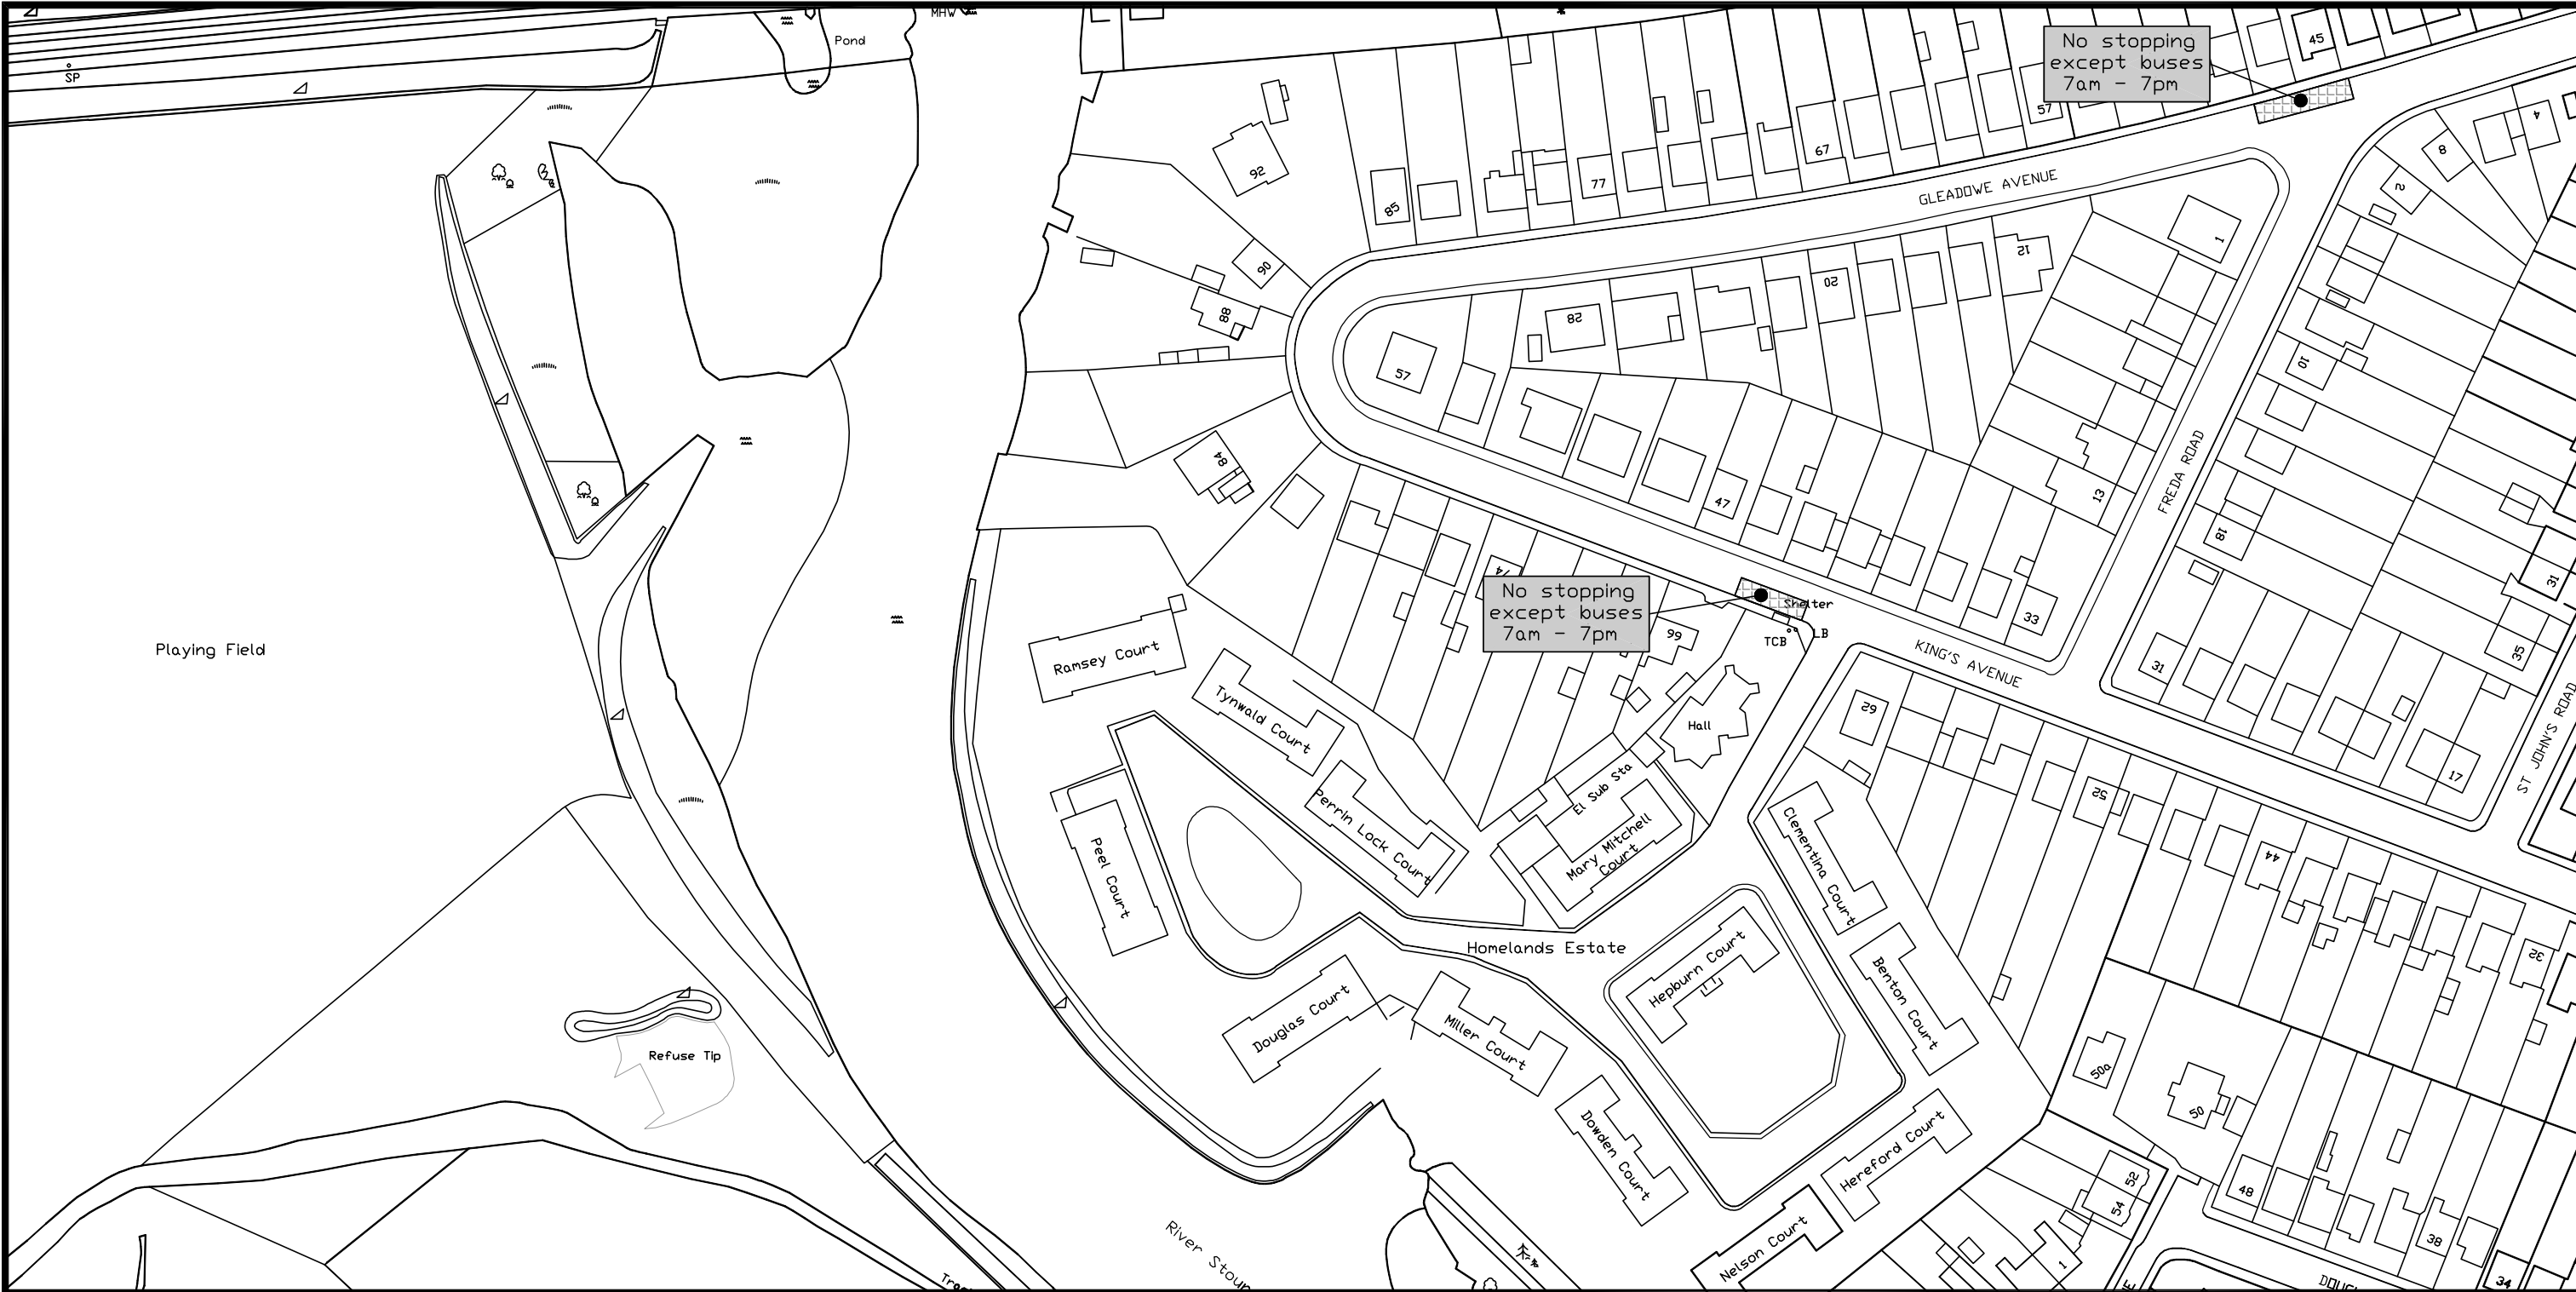 MHW
Pond
SP
No stopping
except buses
7am - 7pm
45
57
67
77
85
92
90
88
84
GLEADOWE AVENUE
1
12
20
28
57
47
13
33
8
4
2
10
18
31
31
35
17
FREDA ROAD
ST JOHN'S ROAD
KING'S AVENUE
No stopping
except buses
7am - 7pm
74
66
Shelter
TCB
LB
Hall
62
52
44
32
Playing Field
Ramsey Court
Tynwald Court
Perrin Lock Court
El Sub Sta
Mary Mitchell
Court
Peel Court
Clementina Court
Benton Court
Homelands Estate
Hepburn Court
Douglas Court
Miller Court
Dowden Court
Hereford Court
Nelson Court
Refuse Tip
50a
50
48
52
54
38
34
1